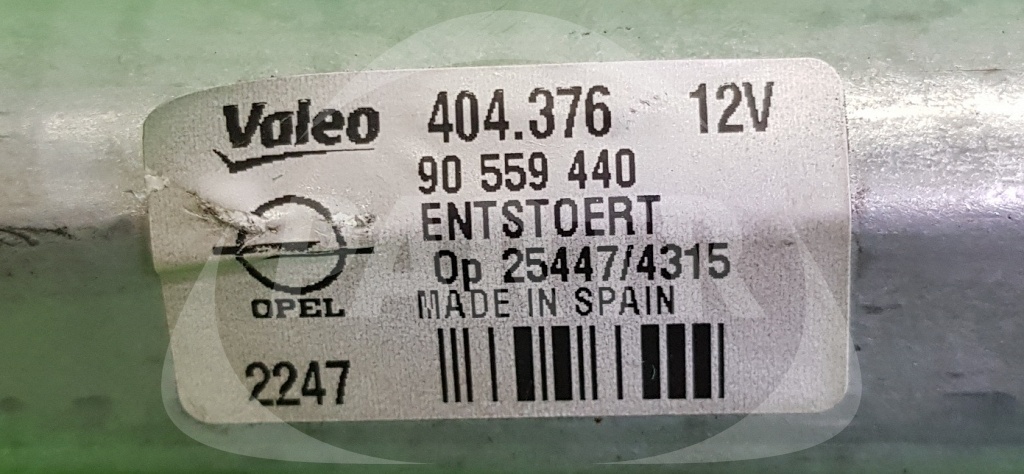 Valeo 404.376 12V
90 559 440
ENTSTOERT
Op 25447/4315
OPEL MADE IN SPAIN
2247